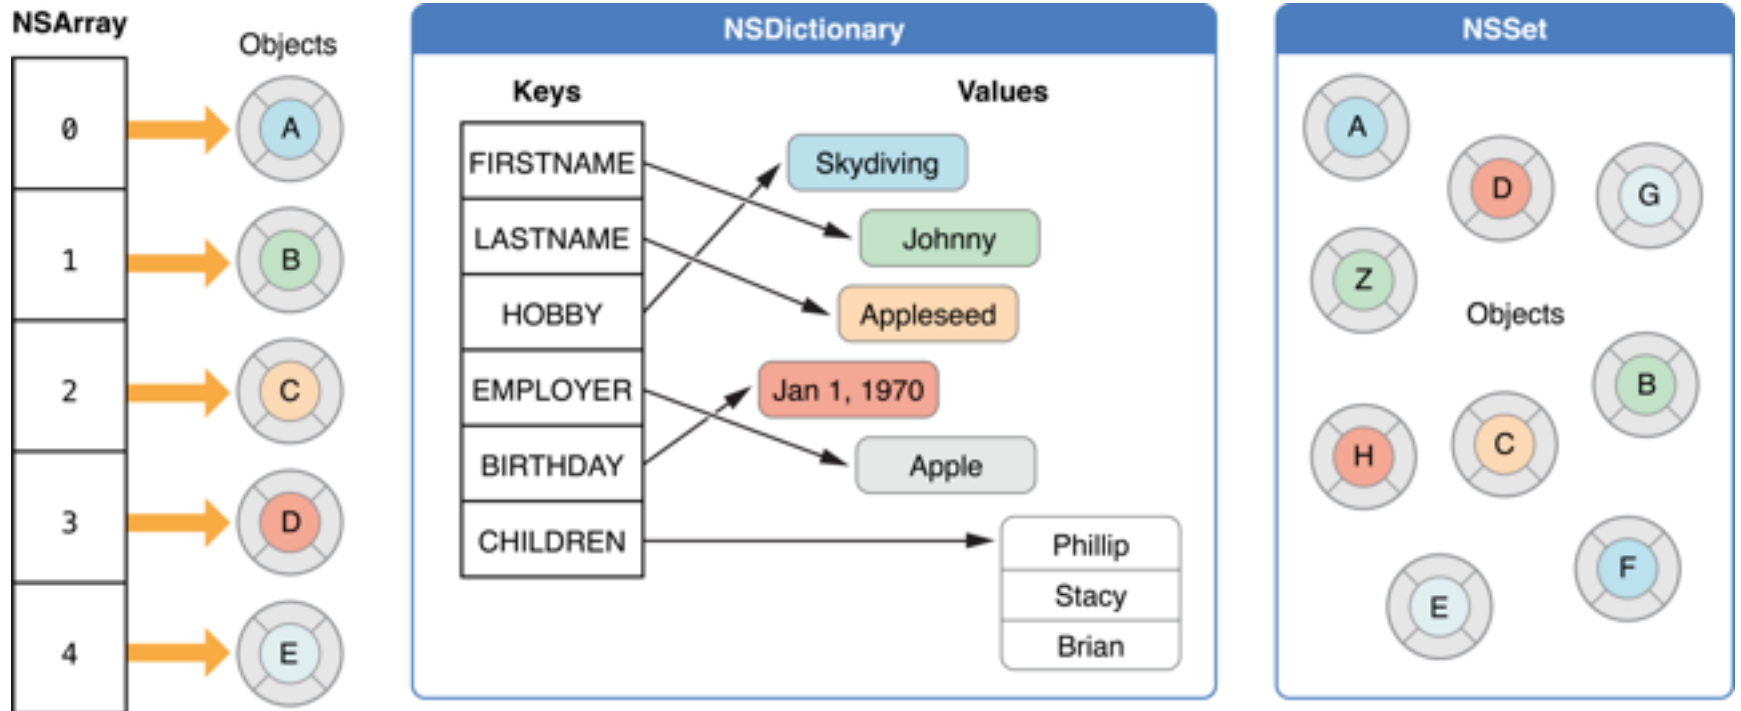 NSArray
Objects
0
A
1
B
2
C
3
D
4
E
NSDictionary
Keys
Values
FIRSTNAME
LASTNAME
HOBBY
EMPLOYER
BIRTHDAY
CHILDREN
Skydiving
Johnny
Appleseed
Jan 1, 1970
Apple
Phillip
Stacy
Brian
NSSet
A
D
G
Z
Objects
B
H
C
F
E